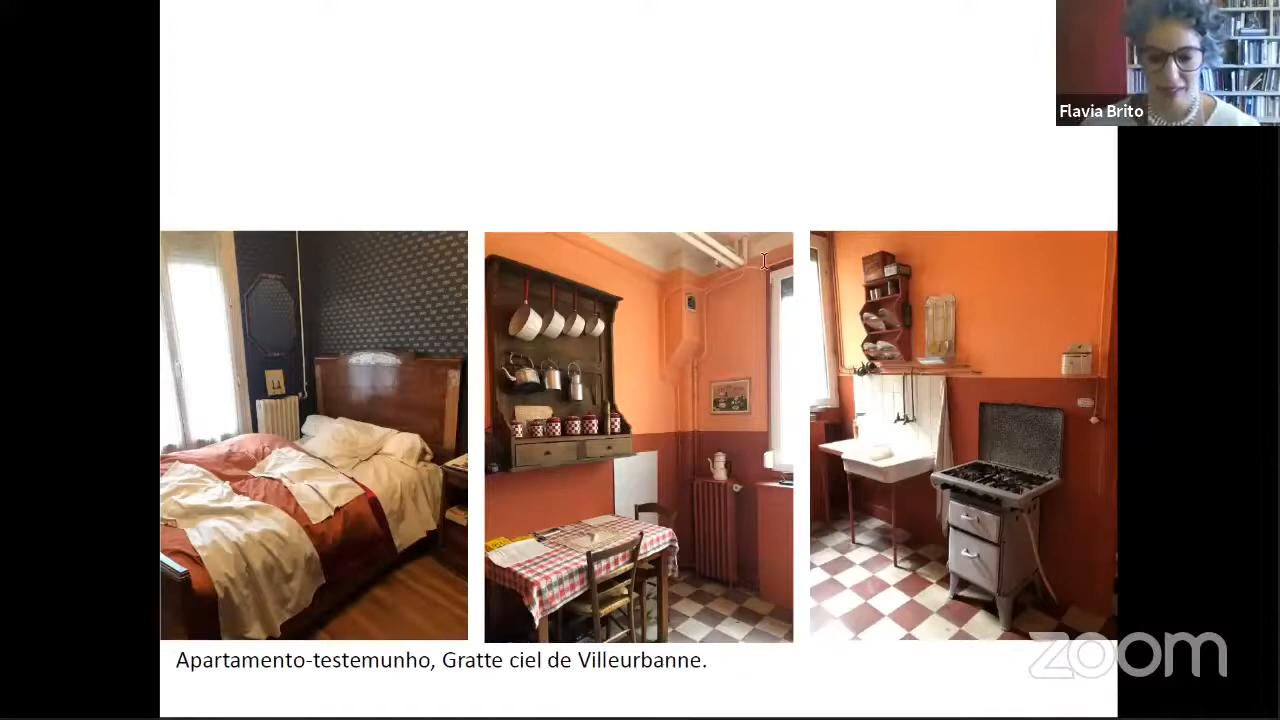 Flavia Brito
Apartamento-testemunho, Gratte ciel de Villeurbanne.
zoom